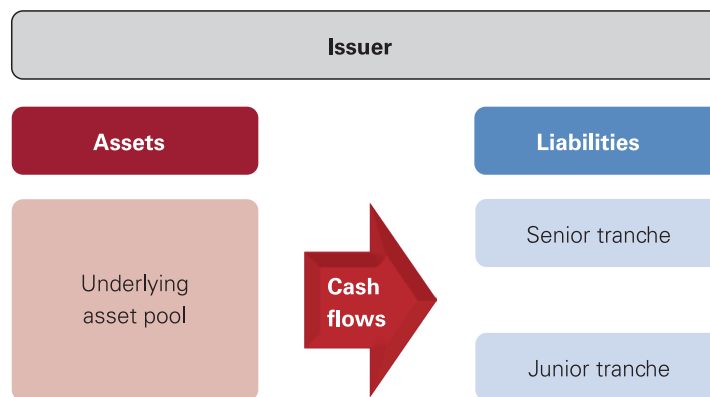 Issuer
Assets
Liabilities
Underlying
asset pool
Cash
flows
Senior tranche
Junior tranche